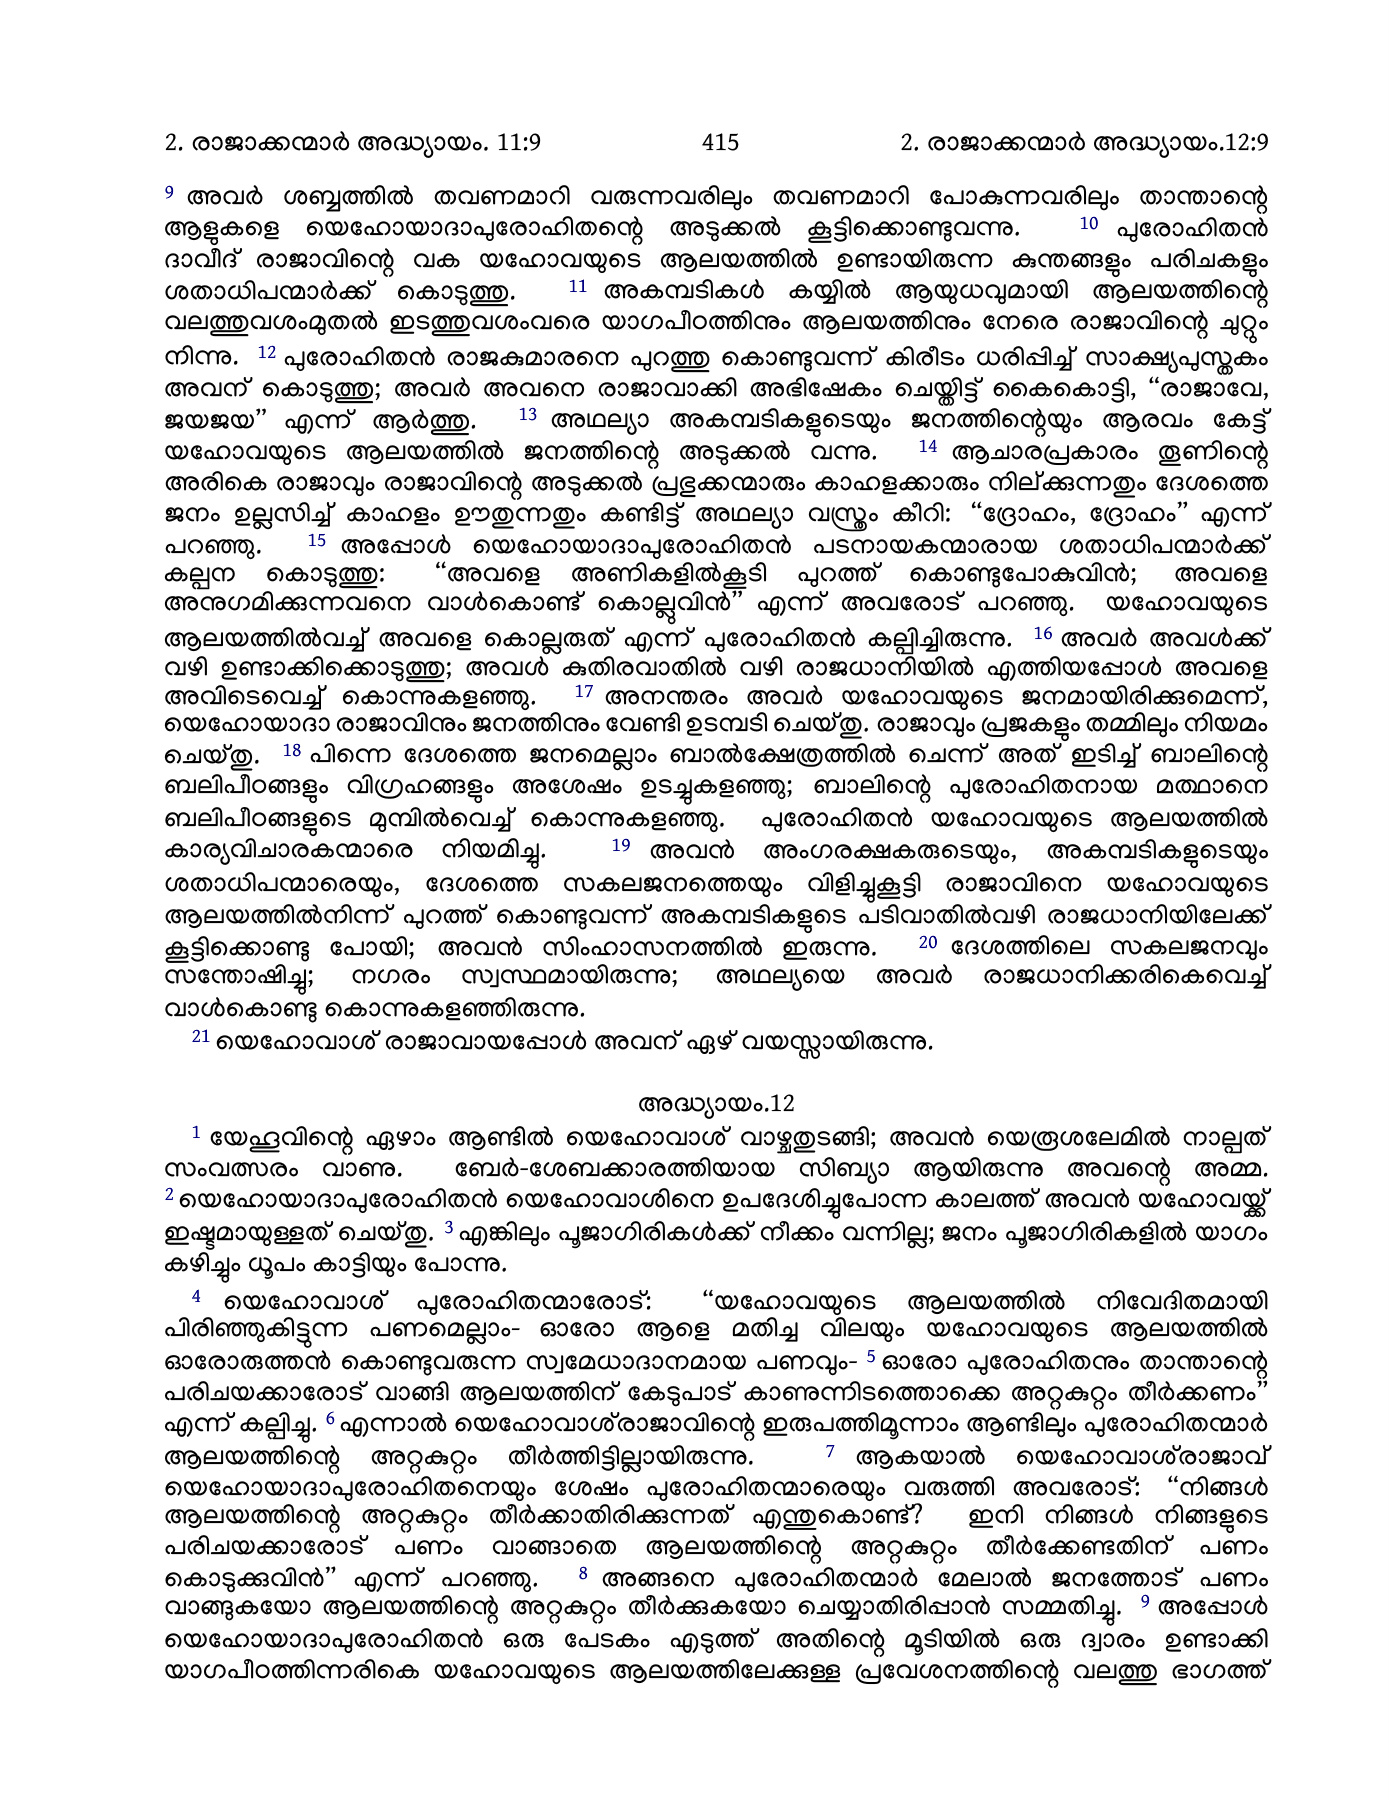 2. രാജാക്കന്മാർ അദ്ധ്യായം. 11:9 415 2. രാജാക്കന്മാർ അദ്ധ്യായം.12:9
9 അവർ ശബ്ബത്തിൽ തവണമാറി വരുന്നവരിലും തവണമാറി പോകുന്നവരിലും താന്താന്റെ
ആളുകളെ യെഹോയാദാപുരോഹിതന്റെ അടുക്കൽ കൂട്ടിക്കൊണ്ടുവന്നു. 10 പുരോഹിതൻ
ദാവീദ് രാജാവിന്റെ വക യഹോവയുടെ ആലയത്തിൽ ഉണ്ടായിരുന്ന കുന്തങ്ങളും പരിചകളും
ശതാധിപന്മാർക്ക് കൊടുത്തു. 11 അകമ്പടികൾ കയ്യിൽ ആയുധവുമായി ആലയത്തിന്റെ
വലത്തുവശംമുതൽ ഇടത്തുവശംവരെ യാഗപീഠത്തിനും ആലയത്തിനും നേരെ രാജാവിന്റെ ചുറ്റും
നിന്നു. 12 പുരോഹിതൻ രാജകുമാരനെ പുറത്തു കൊണ്ടുവന്ന് കിരീടം ധരിപ്പിച്ച് സാക്ഷ്യപുസ്തകം
അവന് കൊടുത്തു; അവർ അവനെ രാജാവാക്കി അഭിഷേകം ചെയ്തിട്ട് കൈകൊട്ടി, “രാജാവേ,
ജയജയ” എന്ന് ആർത്തു. 13 അഥല്യാ അകമ്പടികളുടെയും ജനത്തിന്റെയും ആരവം കേട്ട്
യഹോവയുടെ ആലയത്തിൽ ജനത്തിന്റെ അടുക്കൽ വന്നു. 14 ആചാരപ്രകാരം തൂണിന്റെ
അരികെ രാജാവും രാജാവിന്റെ അടുക്കൽ പ്രഭുക്കന്മാരും കാഹളക്കാരും നില്ക്കുന്നതും ദേശത്തെ
ജനം ഉല്ലസിച്ച് കാഹളം ഊതുന്നതും കണ്ടിട്ട് അഥല്യാ വസ്ത്രം കീറി: “ദ്രോഹം, ദ്രോഹം” എന്ന്
പറഞ്ഞു. 15 അപ്പോൾ യെഹോയാദാപുരോഹിതൻ പടനായകന്മാരായ ശതാധിപന്മാർക്ക്
കല്പന കൊടുത്തു: “അവളെ അണികളിൽകൂടി പുറത്ത് കൊണ്ടുപോകുവിൻ; അവളെ
അനുഗമിക്കുന്നവനെ വാൾകൊണ്ട് കൊല്ലുവിൻ” എന്ന് അവരോട് പറഞ്ഞു. യഹോവയുടെ
ആലയത്തിൽവച്ച് അവളെ കൊല്ലരുത് എന്ന് പുരോഹിതൻ കല്പിച്ചിരുന്നു. 16 അവർ അവൾക്ക്
വഴി ഉണ്ടാക്കിക്കൊടുത്തു; അവൾ കുതിരവാതിൽ വഴി രാജധാനിയിൽ എത്തിയപ്പോൾ അവളെ
അവിടെവെച്ച് കൊന്നുകളഞ്ഞു. 17 അനന്തരം അവർ യഹോവയുടെ ജനമായിരിക്കുമെന്ന്,
യെഹോയാദാ രാജാവിനും ജനത്തിനും വേണ്ടി ഉടമ്പടി ചെയ്തു. രാജാവും പ്രജകളും തമ്മിലും നിയമം
ചെയ്തു. 18 പിന്നെ ദേശത്തെ ജനമെല്ലാം ബാൽക്ഷേത്രത്തിൽ ചെന്ന് അത് ഇടിച്ച് ബാലിന്റെ
ബലിപീഠങ്ങളും വിഗ്രഹങ്ങളും അശേഷം ഉടച്ചുകളഞ്ഞു; ബാലിന്റെ പുരോഹിതനായ മത്ഥാനെ
ബലിപീഠങ്ങളുടെ മുമ്പിൽവെച്ച് കൊന്നുകളഞ്ഞു. പുരോഹിതൻ യഹോവയുടെ ആലയത്തിൽ
കാര്യവിചാരകന്മാരെ നിയമിച്ചു. 19 അവൻ അംഗരക്ഷകരുടെയും, അകമ്പടികളുടെയും
ശതാധിപന്മാരെയും, ദേശത്തെ സകലജനത്തെയും വിളിച്ചുകൂട്ടി രാജാവിനെ യഹോവയുടെ
ആലയത്തിൽനിന്ന് പുറത്ത് കൊണ്ടുവന്ന് അകമ്പടികളുടെ പടിവാതിൽവഴി രാജധാനിയിലേക്ക്
കൂട്ടിക്കൊണ്ടു പോയി; അവൻ സിംഹാസനത്തിൽ ഇരുന്നു. 20 ദേശത്തിലെ സകലജനവും
സന്തോഷിച്ചു; നഗരം സ്വസ്ഥമായിരുന്നു; അഥല്യയെ അവർ രാജധാനിക്കരികെവെച്ച്
വാൾകൊണ്ടു കൊന്നുകളഞ്ഞിരുന്നു.
21 യെഹോവാശ് രാജാവായപ്പോൾ അവന് ഏഴ് വയസ്സായിരുന്നു.
അദ്ധ്യായം.12
1 യേഹൂവിന്റെ ഏഴാം ആണ്ടിൽ യെഹോവാശ് വാഴ്ചതുടങ്ങി; അവൻ യെരൂശലേമിൽ നാല്പത്
സംവത്സരം വാണു. ബേർ-ശേബക്കാരത്തിയായ സിബ്യാ ആയിരുന്നു അവന്റെ അമ്മ.
2 യെഹോയാദാപുരോഹിതൻ യെഹോവാശിനെ ഉപദേശിച്ചുപോന്ന കാലത്ത് അവൻ യഹോവയ്ക്ക്
ഇഷ്ടമായുള്ളത് ചെയ്തു. 3 എങ്കിലും പൂജാഗിരികൾക്ക് നീക്കം വന്നില്ല; ജനം പൂജാഗിരികളിൽ യാഗം
കഴിച്ചും ധൂപം കാട്ടിയും പോന്നു.
4 യെഹോവാശ് പുരോഹിതന്മാരോട്: “യഹോവയുടെ ആലയത്തിൽ നിവേദിതമായി
പിരിഞ്ഞുകിട്ടുന്ന പണമെല്ലാം- ഓരോ ആളെ മതിച്ച വിലയും യഹോവയുടെ ആലയത്തിൽ
ഓരോരുത്തൻ കൊണ്ടുവരുന്ന സ്വമേധാദാനമായ പണവും- 5 ഓരോ പുരോഹിതനും താന്താന്റെ
പരിചയക്കാരോട് വാങ്ങി ആലയത്തിന് കേടുപാട് കാണുന്നിടത്തൊക്കെ അറ്റകുറ്റം തീർക്കണം”
എന്ന് കല്പിച്ചു. 6 എന്നാൽ യെഹോവാശ്‌രാജാവിന്റെ ഇരുപത്തിമൂന്നാം ആണ്ടിലും പുരോഹിതന്മാർ
ആലയത്തിന്റെ അറ്റകുറ്റം തീർത്തിട്ടില്ലായിരുന്നു. 7 ആകയാൽ യെഹോവാശ്‌രാജാവ്
യെഹോയാദാപുരോഹിതനെയും ശേഷം പുരോഹിതന്മാരെയും വരുത്തി അവരോട്: “നിങ്ങൾ
ആലയത്തിന്റെ അറ്റകുറ്റം തീർക്കാതിരിക്കുന്നത് എന്തുകൊണ്ട്? ഇനി നിങ്ങൾ നിങ്ങളുടെ
പരിചയക്കാരോട് പണം വാങ്ങാതെ ആലയത്തിന്റെ അറ്റകുറ്റം തീർക്കേണ്ടതിന് പണം
കൊടുക്കുവിൻ” എന്ന് പറഞ്ഞു. 8 അങ്ങനെ പുരോഹിതന്മാർ മേലാൽ ജനത്തോട് പണം
വാങ്ങുകയോ ആലയത്തിന്റെ അറ്റകുറ്റം തീർക്കുകയോ ചെയ്യാതിരിപ്പാൻ സമ്മതിച്ചു. 9 അപ്പോൾ
യെഹോയാദാപുരോഹിതൻ ഒരു പേടകം എടുത്ത് അതിന്റെ മൂടിയിൽ ഒരു ദ്വാരം ഉണ്ടാക്കി
യാഗപീഠത്തിന്നരികെ യഹോവയുടെ ആലയത്തിലേക്കുള്ള പ്രവേശനത്തിന്റെ വലത്തു ഭാഗത്ത്